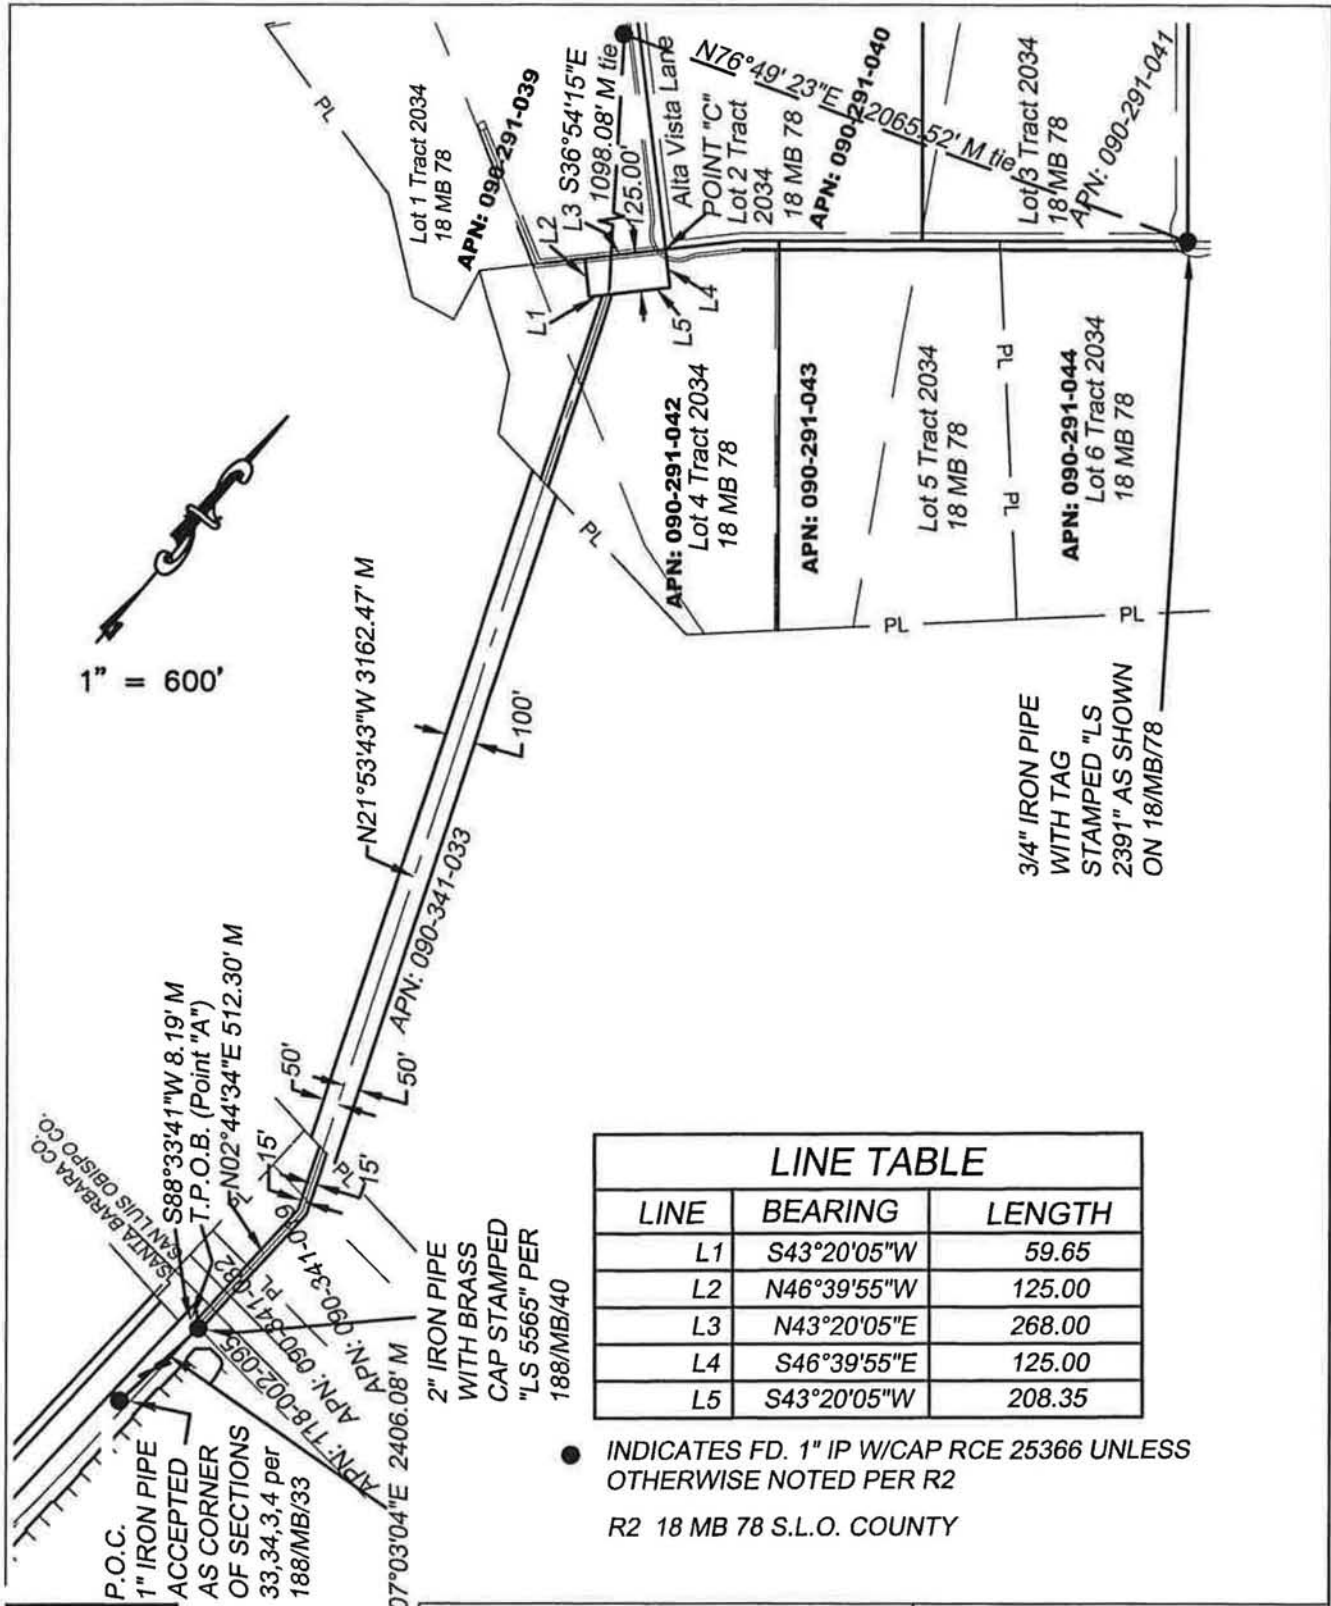 Lot 1 Tract 2034
18 MB 78
APN: 090-291-039
PL
L3 S36°54'15"E
1098.08' M tie
125.00'
L2
L1
L5
L4
Alta Vista Lane
POINT "C"
Lot 2 Tract
2034
18 MB 78
APN: 090-291-040
N76°49'23"E 2065.52' M tie
Lot 3 Tract 2034
18 MB 78
APN: 090-291-041
APN: 090-291-042
Lot 4 Tract 2034
18 MB 78
PL
APN: 090-291-043
Lot 5 Tract 2034
18 MB 78
PL
PL
APN: 090-291-044
Lot 6 Tract 2034
18 MB 78
PL
PL
1" = 600'
N21°53'43"W 3162.47' M
100'
APN: 090-341-033
3/4" IRON PIPE
WITH TAG
STAMPED "LS
2391" AS SHOWN
ON 18/MB/78
SANTA BARBARA CO.
SAN LUIS OBISPO CO.
S88°33'41"W 8.19' M
T.P.O.B. (Point "A")
N02°44'34"E 512.30' M
PL
15'
50'
50'
15'
PL
PL
APN: 090-341-032
APN: 118-002-095
2" IRON PIPE
WITH BRASS
CAP STAMPED
"LS 5565" PER
188/MB/40
P.O.C.
1" IRON PIPE
ACCEPTED
AS CORNER
OF SECTIONS
33,34,3,4 per
188/MB/33
07°03'04"E 2406.08' M
LINE TABLE
LINE BEARING LENGTH
L1 S43°20'05"W 59.65
L2 N46°39'55"W 125.00
L3 N43°20'05"E 268.00
L4 S46°39'55"E 125.00
L5 S43°20'05"W 208.35
INDICATES FD. 1" IP W/CAP RCE 25366 UNLESS
OTHERWISE NOTED PER R2
R2 18 MB 78 S.L.O. COUNTY